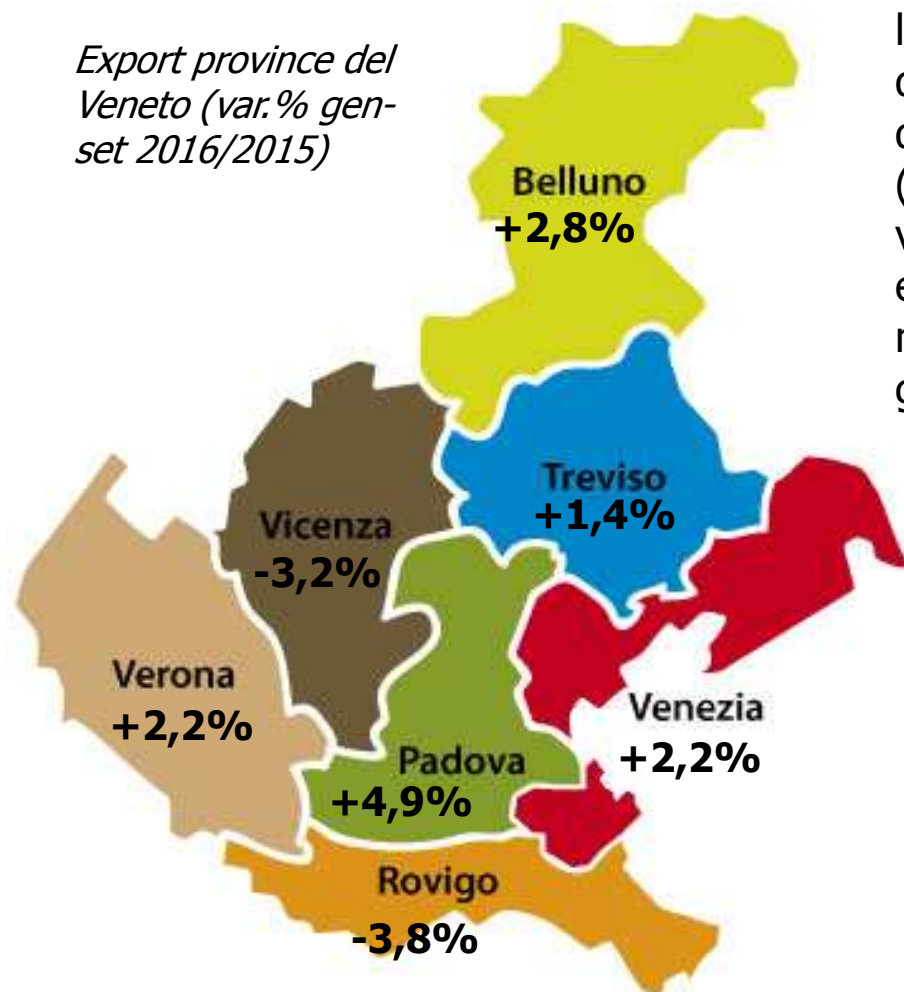 Export province del
Veneto (var.% gen-
set 2016/2015)
Belluno
+2,8%
Treviso
+1,4%
Vicenza
-3,2%
Verona
+2,2%
Venezia
+2,2%
Padova
+4,9%
Rovigo
-3,8%